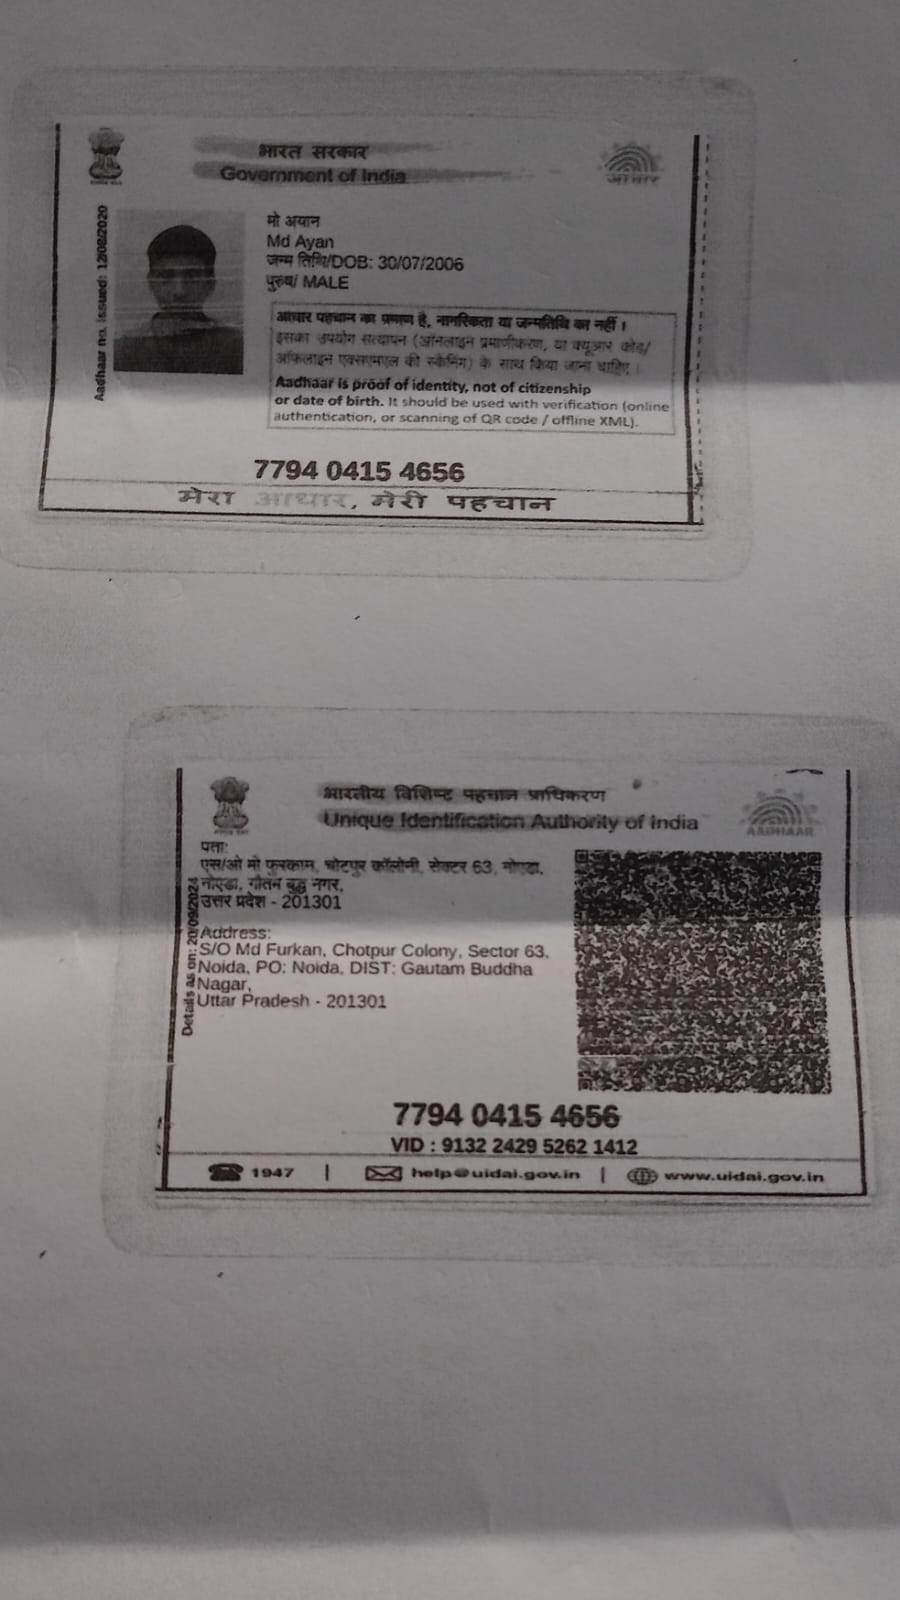 भारत सरकार
Government of India
Aadhaar no. issued: 12/08/2020
मो अयान
Md Ayan
जन्म तिथि/DOB: 30/07/2006
पुरुष/ MALE
आधार पहचान का प्रमाण है, नागरिकता या जन्मतिथि का नहीं ।
इसका उपयोग सत्यापन (ऑनलाइन प्रमाणीकरण, या क्यूआर कोड/
ऑफलाइन एक्सएमएल की स्कैनिंग) के साथ किया जाना चाहिए ।
Aadhaar is proof of identity, not of citizenship
or date of birth. It should be used with verification (online
authentication, or scanning of QR code / offline XML).
7794 0415 4656
मेरा आधार, मेरी पहचान
भारतीय विशिष्ट पहचान प्राधिकरण
Unique Identification Authority of India
AADHAAR
Details as on: 20/09/2024
पता:
एस/ओ मो फुरकाम, चोटपुर कॉलोनी, सेक्टर 63, नोएडा,
नोएडा, गौतम बुद्ध नगर,
उत्तर प्रदेश - 201301
Address:
S/O Md Furkan, Chotpur Colony, Sector 63,
Noida, PO: Noida, DIST: Gautam Buddha
Nagar,
Uttar Pradesh - 201301
7794 0415 4656
VID : 9132 2429 5262 1412
1947 | help@uidai.gov.in | www.uidai.gov.in